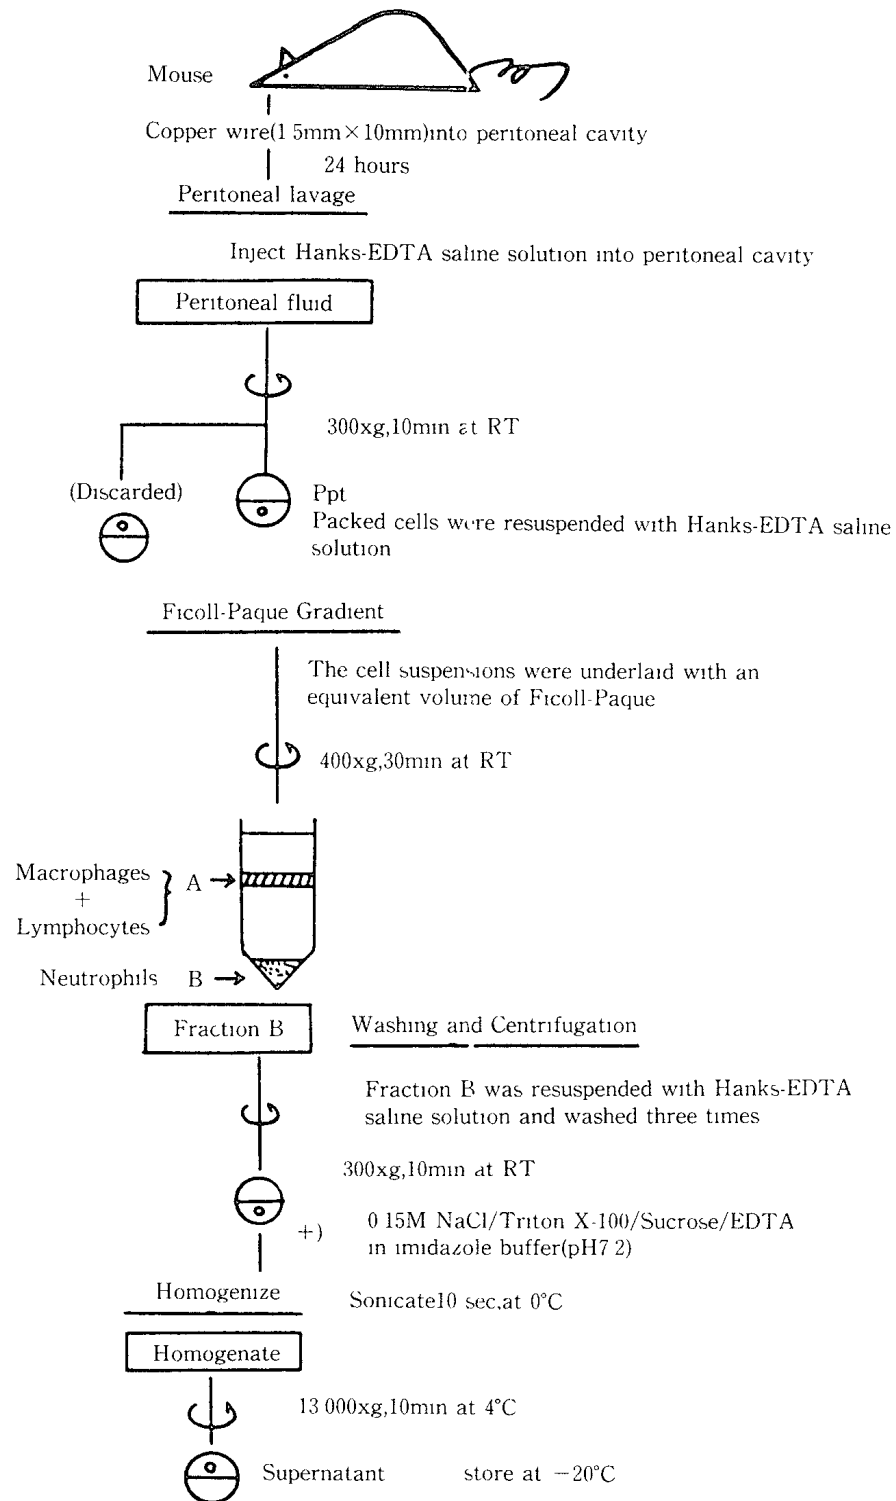 Mouse
Copper wire(1 5mm×10mm)into peritoneal cavity
24 hours
Peritoneal lavage
Inject Hanks-EDTA saline solution into peritoneal cavity
Peritoneal fluid
300xg,10min at RT
(Discarded)
Ppt
Packed cells were resuspended with Hanks-EDTA saline
solution
Ficoll-Paque Gradient
The cell suspensions were underlaid with an
equivalent volume of Ficoll-Paque
400xg,30min at RT
Macrophages
+
Lymphocytes
A
Neutrophils B
Fraction B
Washing and Centrifugation
Fraction B was resuspended with Hanks-EDTA
saline solution and washed three times
300xg,10min at RT
+)
0 15M NaCl/Triton X-100/Sucrose/EDTA
in imidazole buffer(pH7 2)
Homogenize
Sonicate10 sec,at 0°C
Homogenate
13 000xg,10min at 4°C
Supernatant store at −20°C